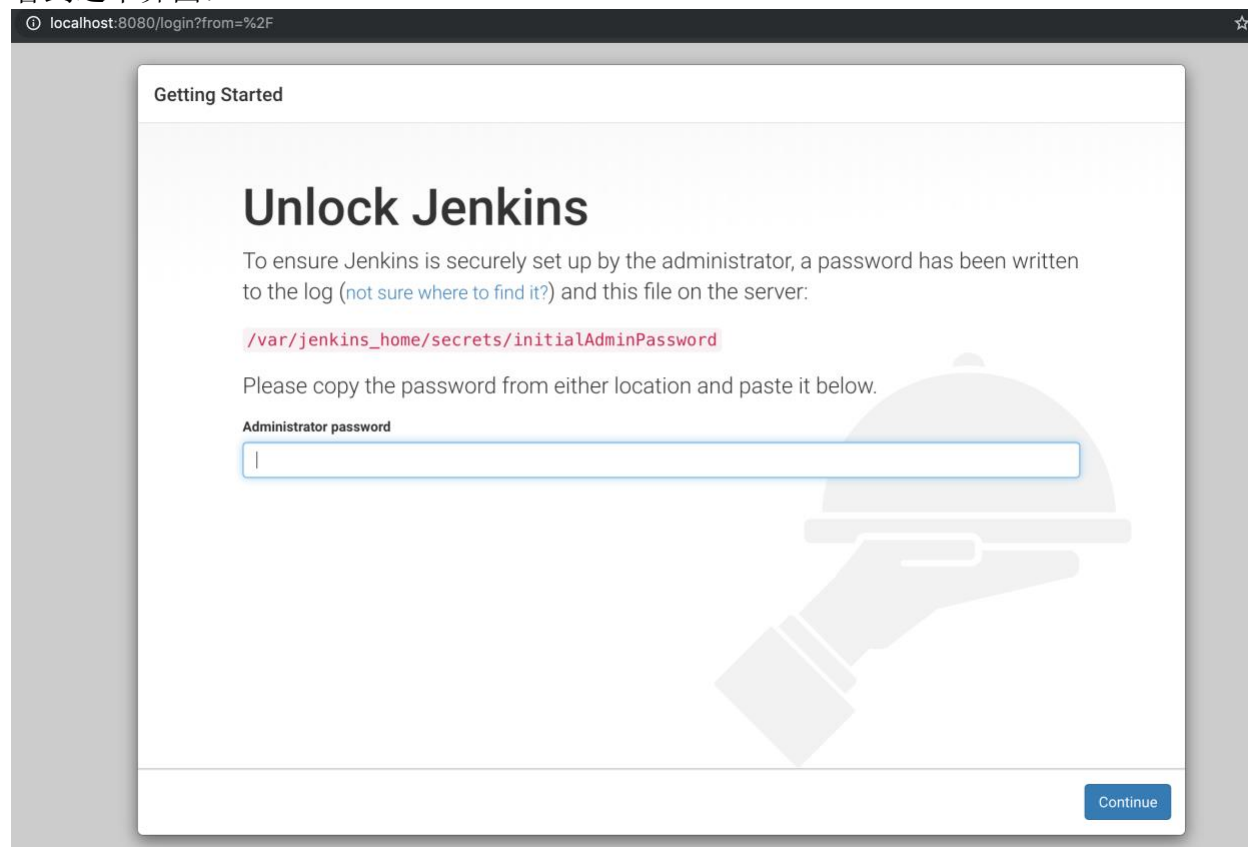 localhost:8080/login?from=%2F
Getting Started
Unlock Jenkins
To ensure Jenkins is securely set up by the administrator, a password has been written
to the log (not sure where to find it?) and this file on the server:
/var/jenkins_home/secrets/initialAdminPassword
Please copy the password from either location and paste it below.
Administrator password
Continue